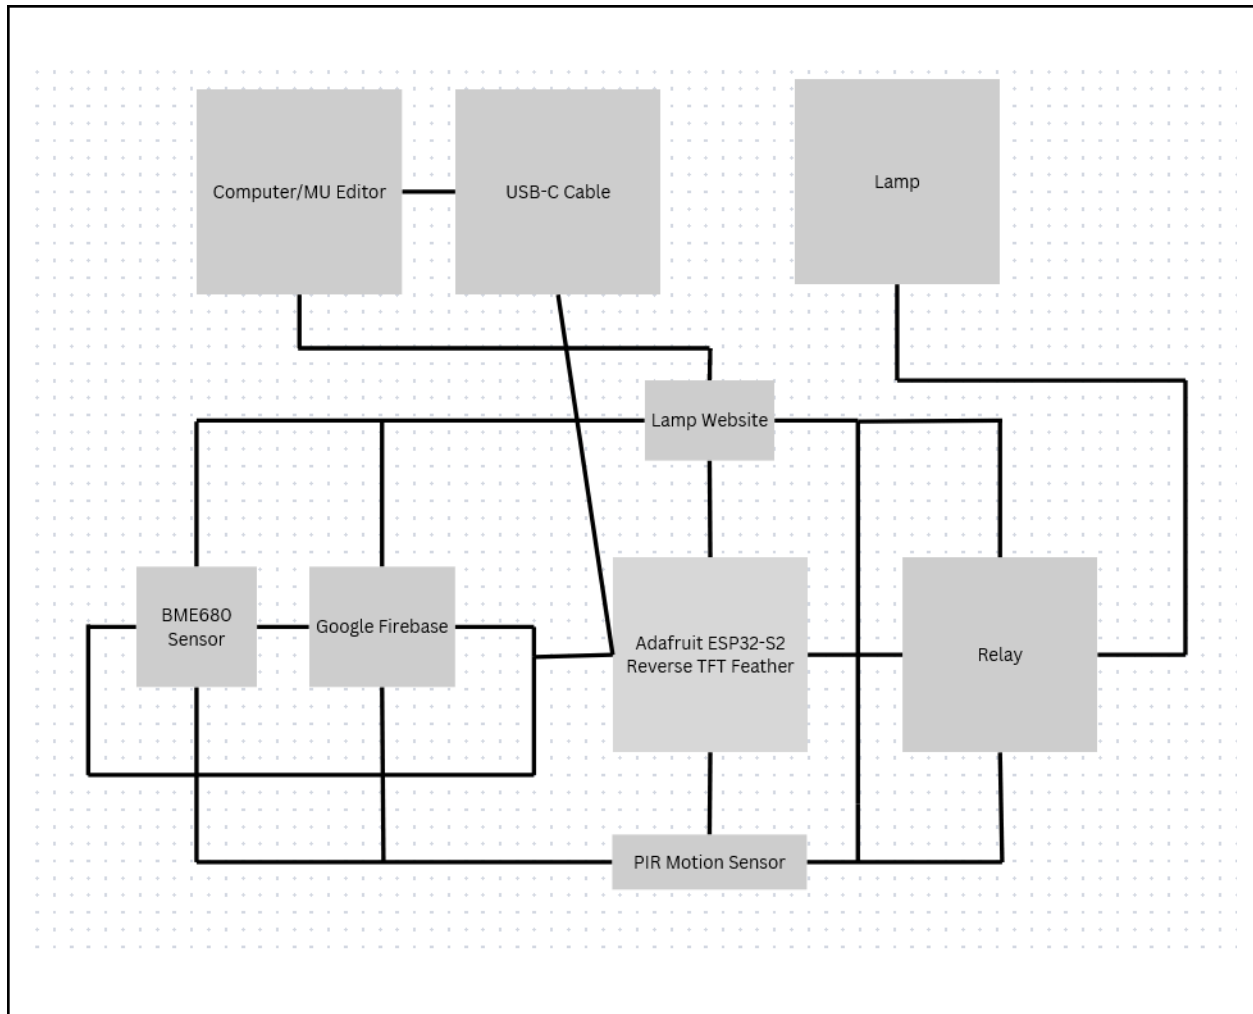 Computer/MU Editor
USB-C Cable
Lamp
Lamp Website
BME680
Sensor
Google Firebase
Adafruit ESP32-S2
Reverse TFT Feather
Relay
PIR Motion Sensor